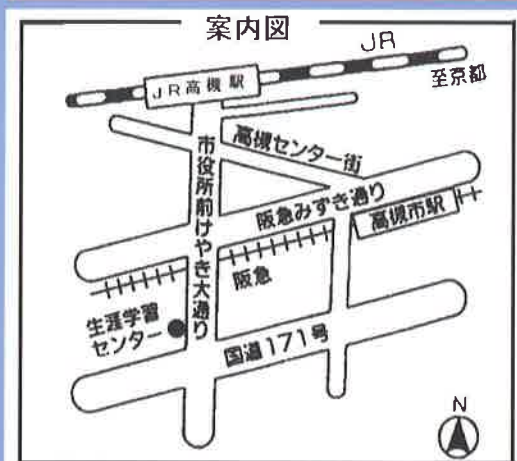 案内図
JR
至京都
JR高槻駅
高槻センター街
市役所前けやき大通り
阪急みずき通り
高槻市駅
阪急
生涯学習
センター
国道171号
N